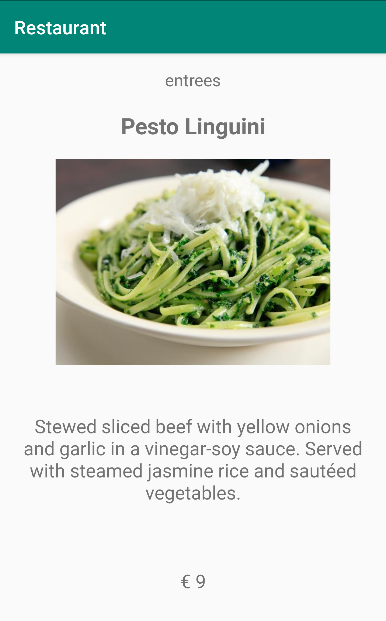 Restaurant
entrees
Pesto Linguini
Stewed sliced beef with yellow onions
and garlic in a vinegar-soy sauce. Served
with steamed jasmine rice and sautéed
vegetables.
€ 9